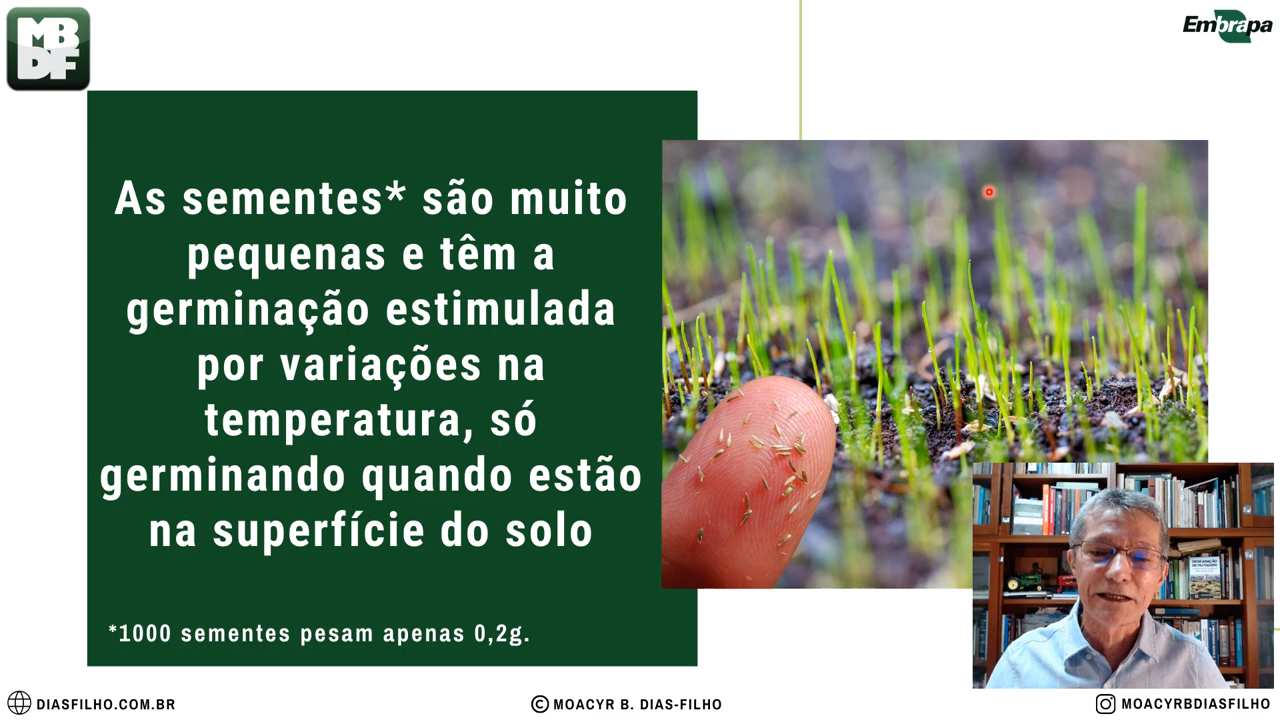 MB
DF
Embrapa
As sementes* são muito
pequenas e têm a
germinação estimulada
por variações na
temperatura, só
germinando quando estão
na superfície do solo
*1000 sementes pesam apenas 0,2g.
DIASFILHO.COM.BR
© MOACYR B. DIAS-FILHO
MOACYRBDIASFILHO